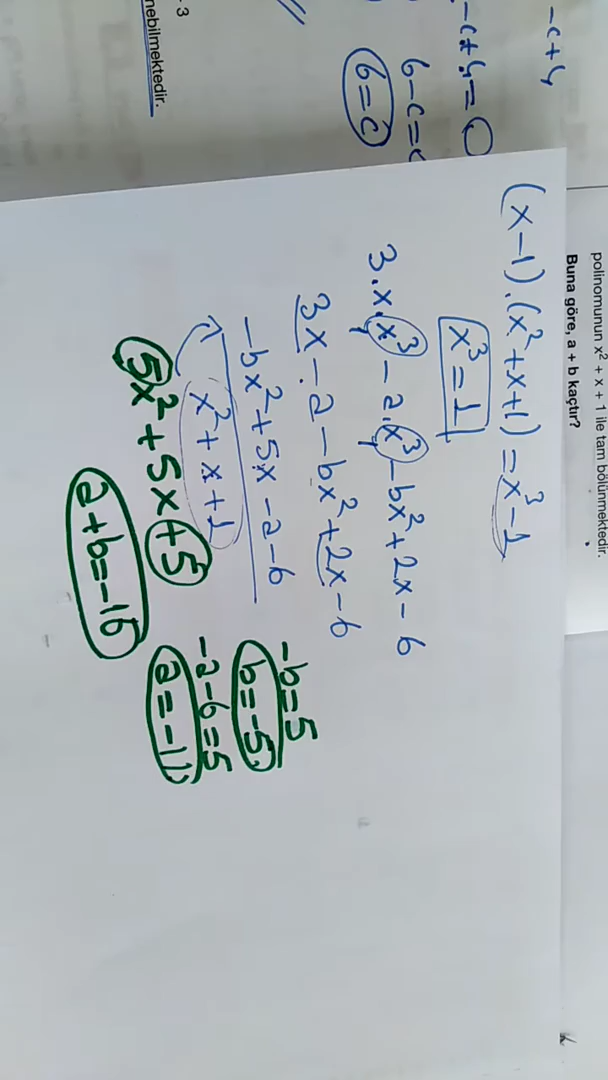 polinomunun x² + x + 1 ile tam bölünmektedir.
Buna göre, a + b kaçtır?
-c+4
-c+4=0
6-c=0
6=c
3
nebilmektedir.
(x-1).(x²+x+1)=x³-1
x³=1
3.x.x³-a.x³-bx²+2x-6
3x-a-bx²+2x-6
-bx²+5x-a-6
x²+x+1
5x²+5x+5
-b=5
b=-5
-a-6=5
a=-11
a+b=-16